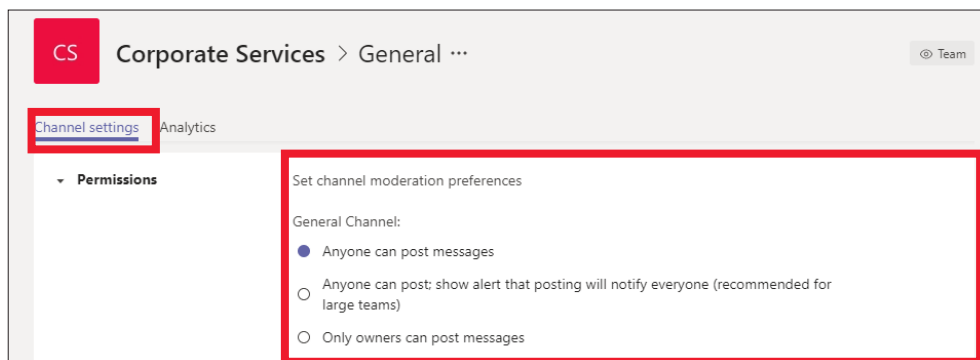 CS
Corporate Services > General ...
Team
Channel settings Analytics
Permissions
Set channel moderation preferences
General Channel:
Anyone can post messages
Anyone can post; show alert that posting will notify everyone (recommended for
large teams)
Only owners can post messages